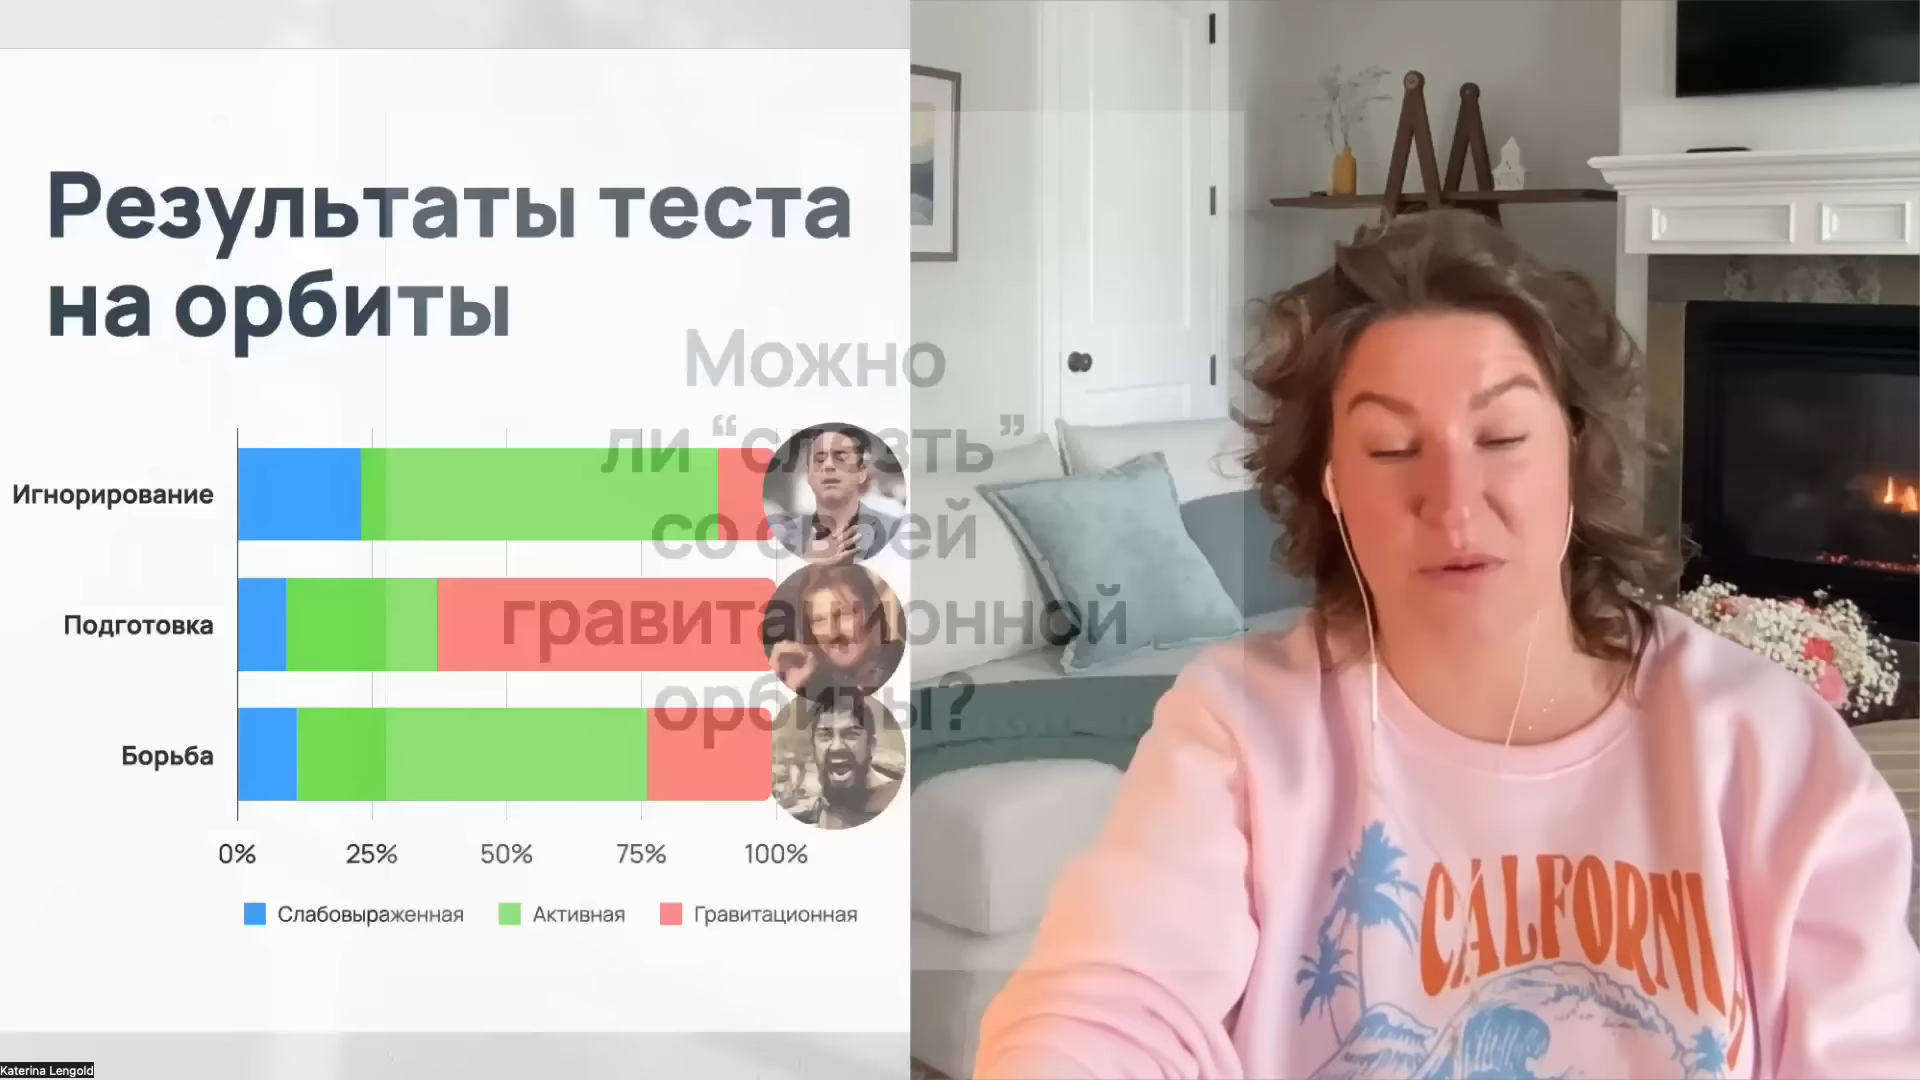 Результаты теста
на орбиты
Можно
ли “слезть”
со своей
гравитационной
орбиты?
Игнорирование
Подготовка
Борьба
0%
25%
50%
75%
100%
Слабовыраженная
Активная
Гравитационная
CALFORNI
Katerina Lengold